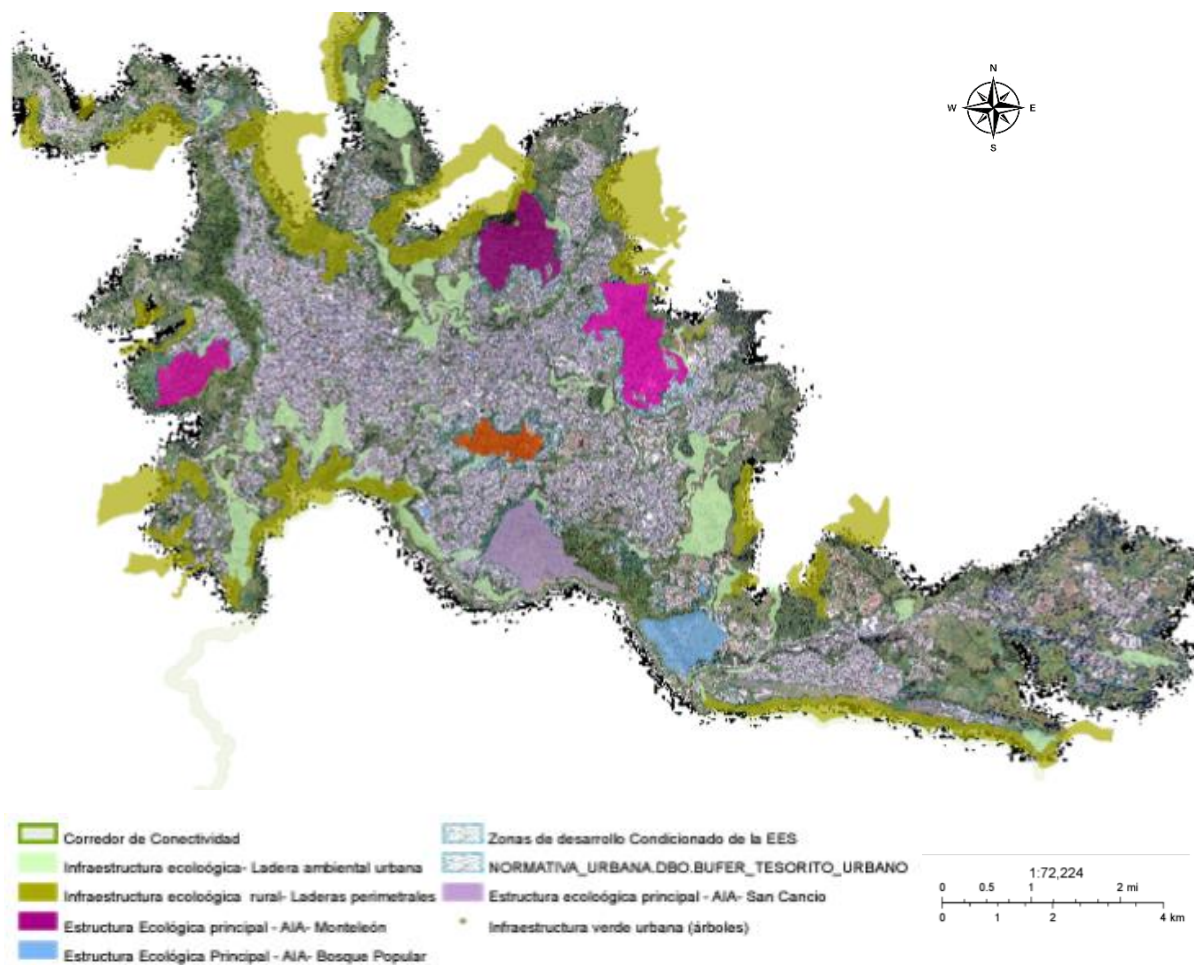 N
W E
S
Corredor de Conectividad
Infraestructura ecoloógica- Ladera ambiental urbana
Infraestructura ecológica rural- Laderas perimetrales
Estructura Ecológica principal - AIA- Monteleón
Estructura Ecológica Principal - AIA- Bosque Popular
Zonas de desarrollo Condicionado de la EES
NORMATIVA_URBANA.DBO.BUFER_TESORITO_URBANO
Estructura ecoloógica principal - AIA- San Cancio
Infraestructura verde urbana (árboles)
1:72,224
0 0.5 1 2 mi
0 1 2 4 km